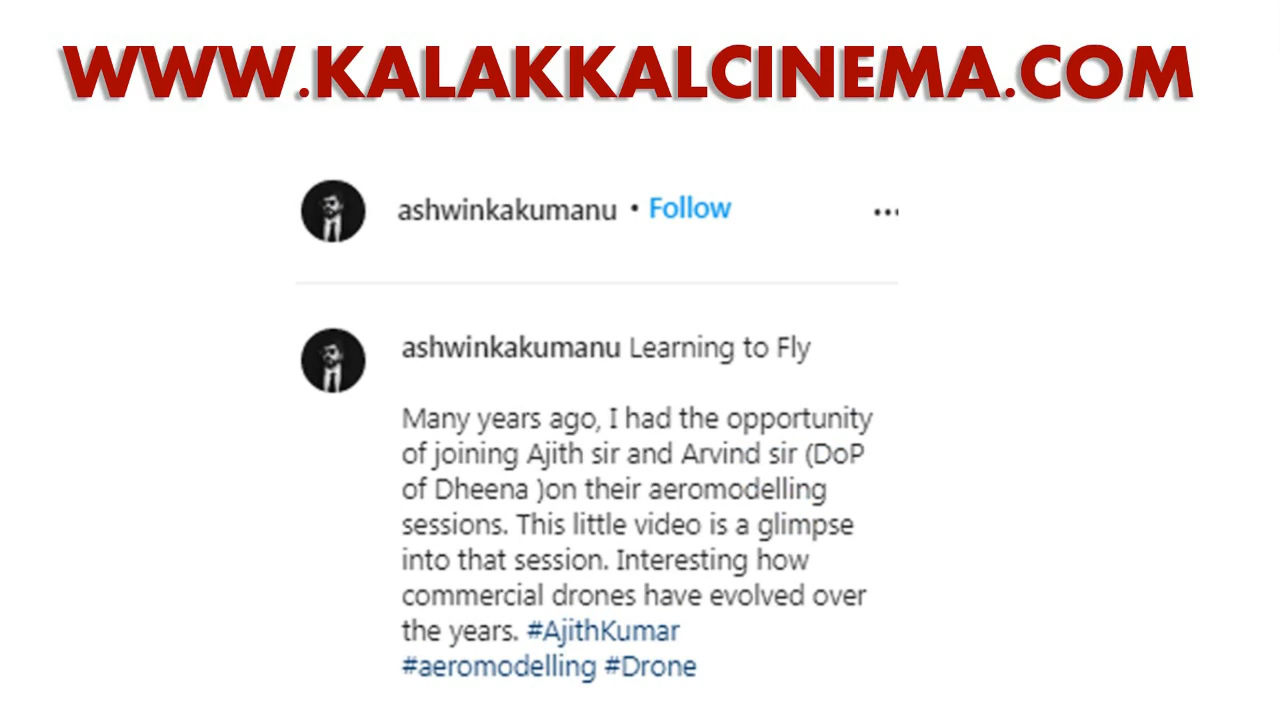 WWW.KALAKKALCINEMA.COM
ashwinkakumanu • Follow ...
ashwinkakumanu Learning to Fly
Many years ago, I had the opportunity
of joining Ajith sir and Arvind sir (DoP
of Dheena )on their aeromodelling
sessions. This little video is a glimpse
into that session. Interesting how
commercial drones have evolved over
the years. #AjithKumar
#aeromodelling #Drone